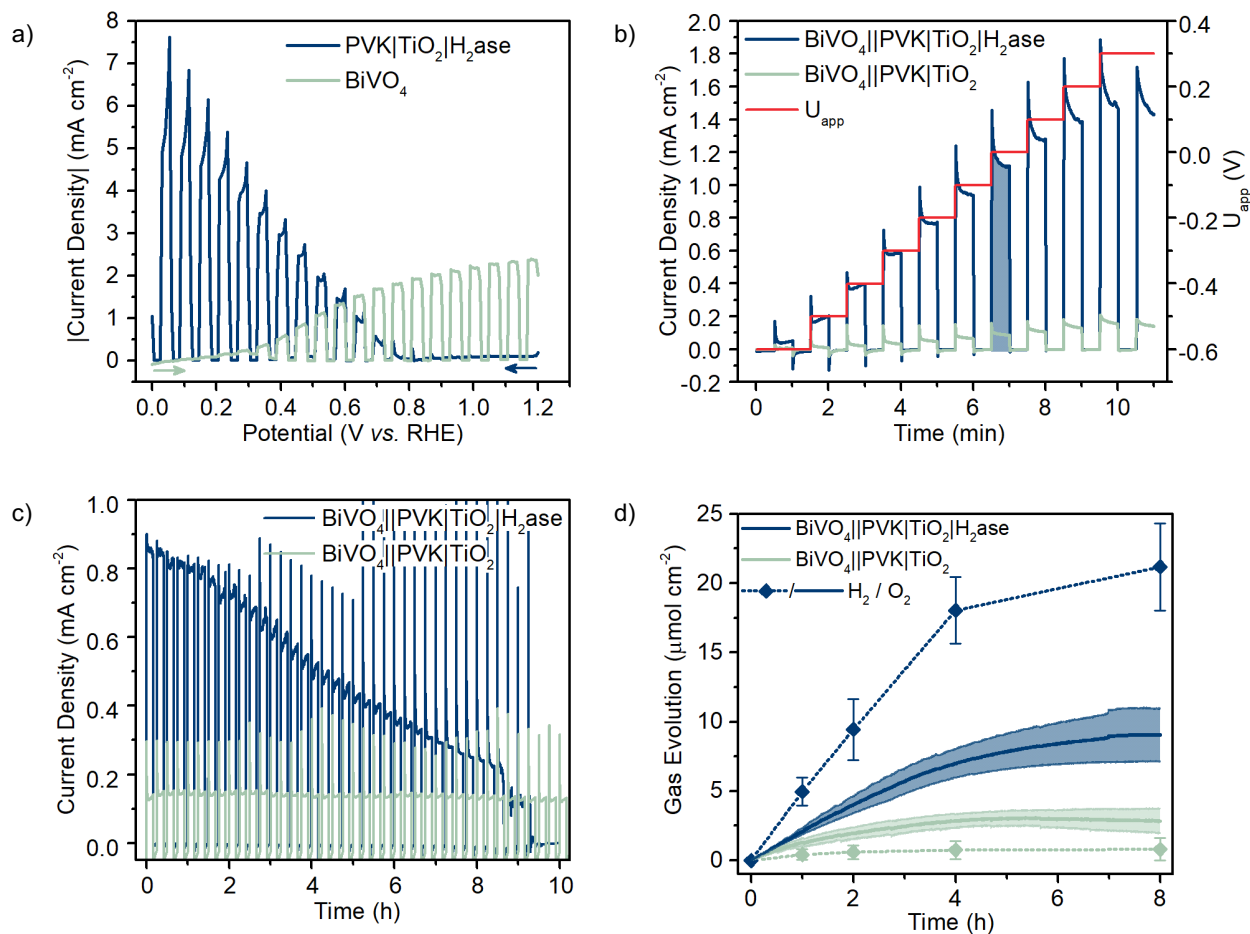 a)
8
7
6
5
4
3
2
1
0
|Current Density| (mA cm⁻²)
PVK|TiO₂|H₂ase
BiVO₄
0.0 0.2 0.4 0.6 0.8 1.0 1.2
Potential (V vs. RHE)
b)
2.0
1.8
1.6
1.4
1.2
1.0
0.8
0.6
0.4
0.2
0.0
-0.2
Current Density (mA cm⁻²)
BiVO₄||PVK|TiO₂|H₂ase
BiVO₄||PVK|TiO₂
Uₐₚₚ
0.4
0.2
0.0
-0.2
-0.4
-0.6
Uₐₚₚ (V)
0 2 4 6 8 10
Time (min)
c)
1.0
0.8
0.6
0.4
0.2
0.0
Current Density (mA cm⁻²)
BiVO₄||PVK|TiO₂|H₂ase
BiVO₄||PVK|TiO₂
0 2 4 6 8 10
Time (h)
d)
25
20
15
10
5
0
Gas Evolution (μmol cm⁻²)
BiVO₄||PVK|TiO₂|H₂ase
BiVO₄||PVK|TiO₂
/ H₂ / O₂
0 2 4 6 8
Time (h)